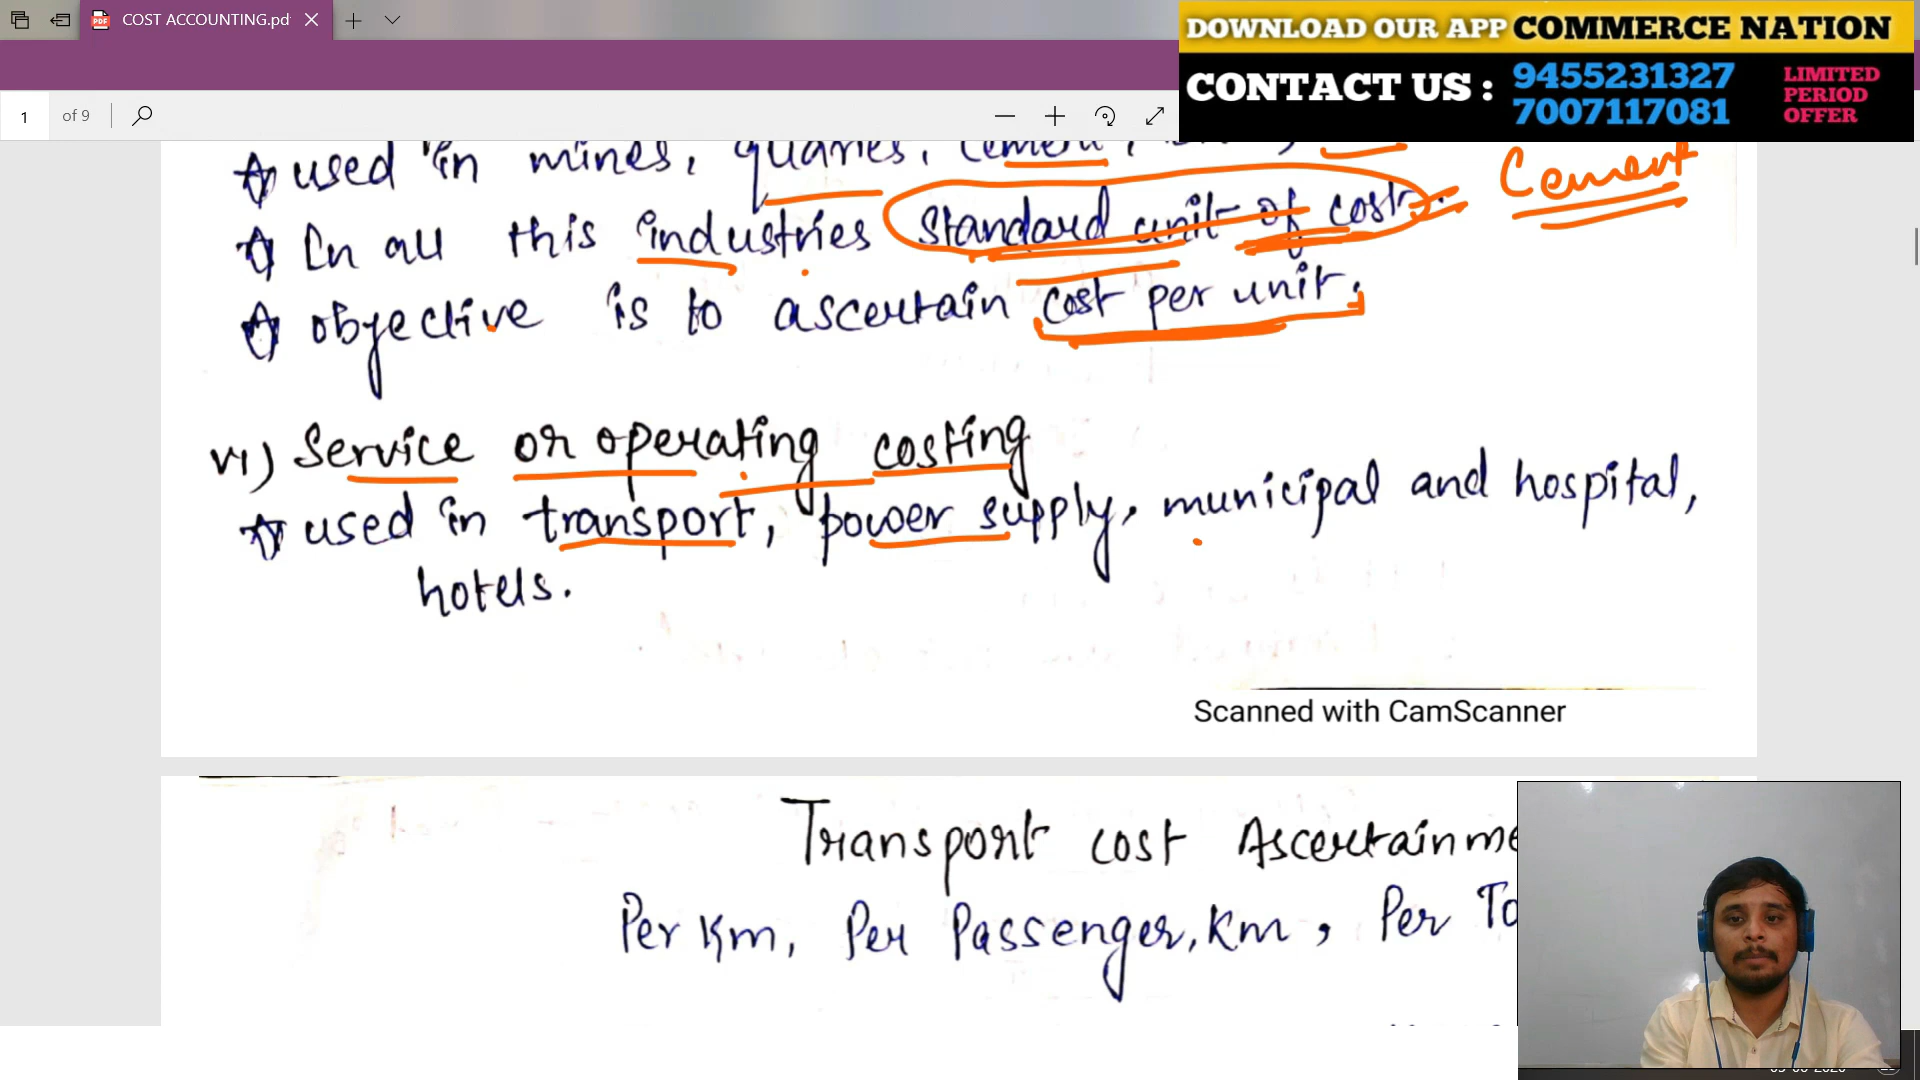 COST ACCOUNTING.pd
DOWNLOAD OUR APP COMMERCE NATION
CONTACT US : 9455231327
7007117081
LIMITED
PERIOD
OFFER
1 of 9
used in mines, quarries, cement,
Cement
In all this industries standard unit of cost.
objective is to ascertain cost per unit.
vi) Service or operating costing
used in transport, power supply, municipal and hospital,
hotels.
Scanned with CamScanner
Transport cost Ascertainme
Per Km, Per Passenger, Km, Per To